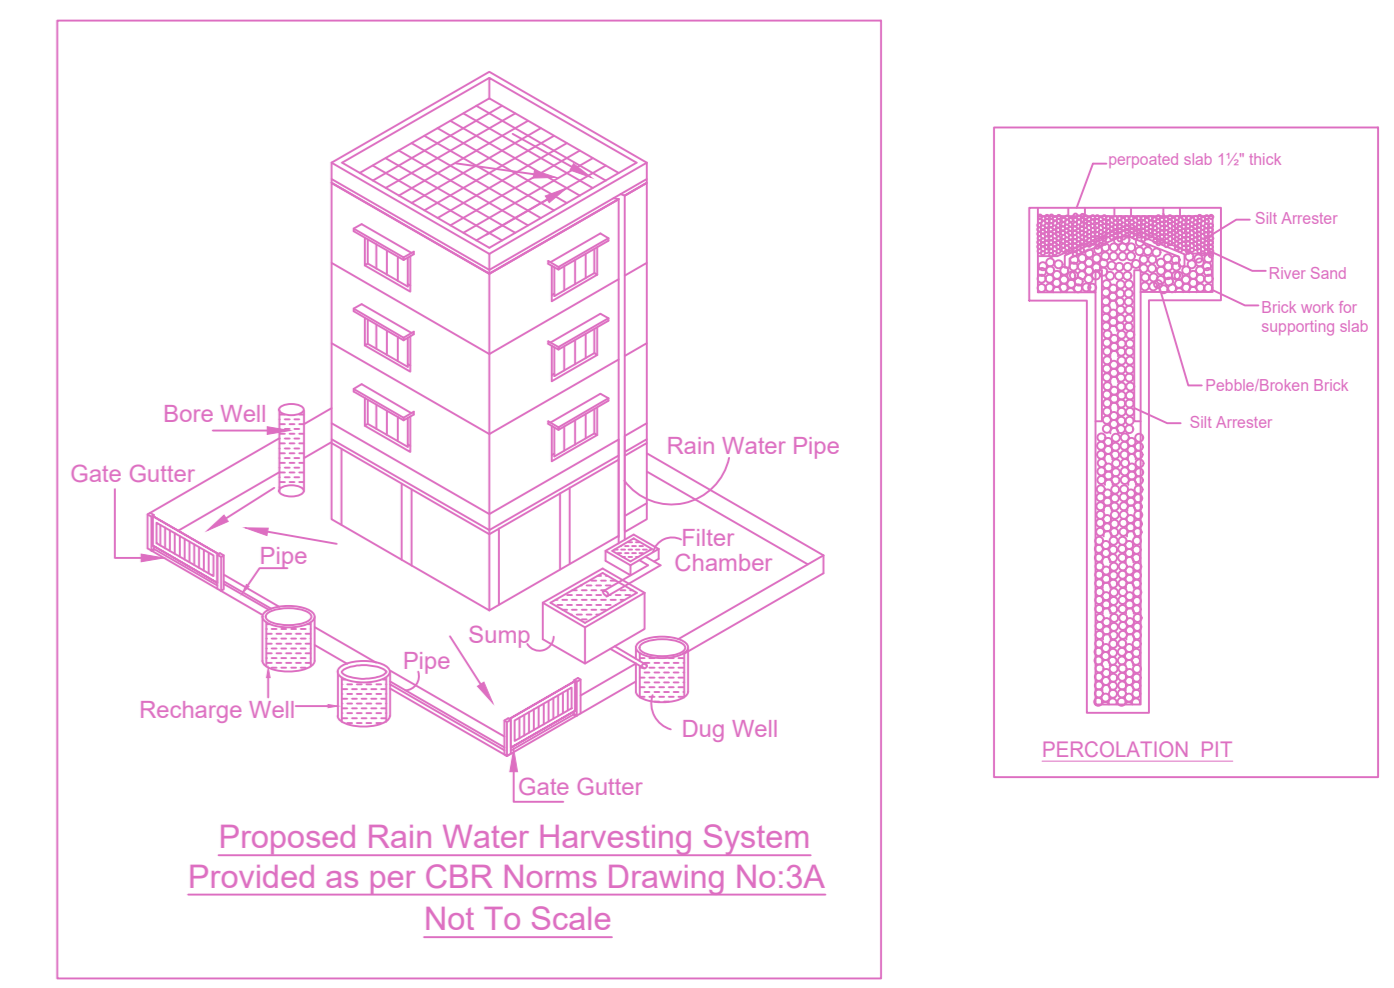 Bore Well
Gate Gutter
Pipe
Rain Water Pipe
Filter
Chamber
Sump
Pipe
Recharge Well
Dug Well
Gate Gutter
Proposed Rain Water Harvesting System
Provided as per CBR Norms Drawing No:3A
Not To Scale
perpoated slab 1½" thick
Silt Arrester
River Sand
Brick work for
supporting slab
Pebble/Broken Brick
Silt Arrester
PERCOLATION PIT